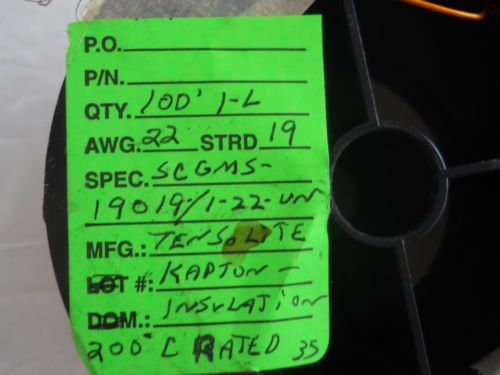 P.O.
P/N.
QTY. 100' 1-L
AWG. 22 STRD 19
SPEC. SCGMS-
19019-/1-22-UN
MFG.: TENSOLITE
LOT #: KAPTON -
DOM.: INSULATION
200° C RATED 35